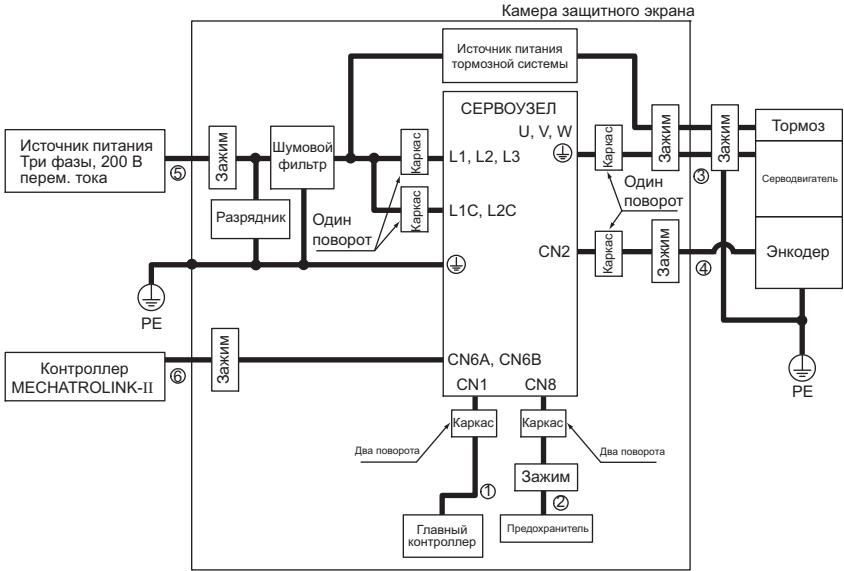 Камера защитного экрана
Источник питания
тормозной системы
СЕРВОУЗЕЛ
U, V, W
Источник питания
Три фазы, 200 В
перем. тока
⑤
Зажим
Шумовой
фильтр
Каркас
L1, L2, L3
Каркас
Зажим
Зажим
Тормоз
Серводвигатель
③
Разрядник
Один
поворот
Каркас
L1C, L2C
Один
поворот
CN2
Каркас
Зажим
④
Энкодер
PE
PE
Контроллер
MECHATROLINK-II
⑥
Зажим
CN6A, CN6B
CN1
CN8
Каркас
Каркас
Два поворота
Два поворота
Зажим
①
②
Главный
контроллер
Предохранитель